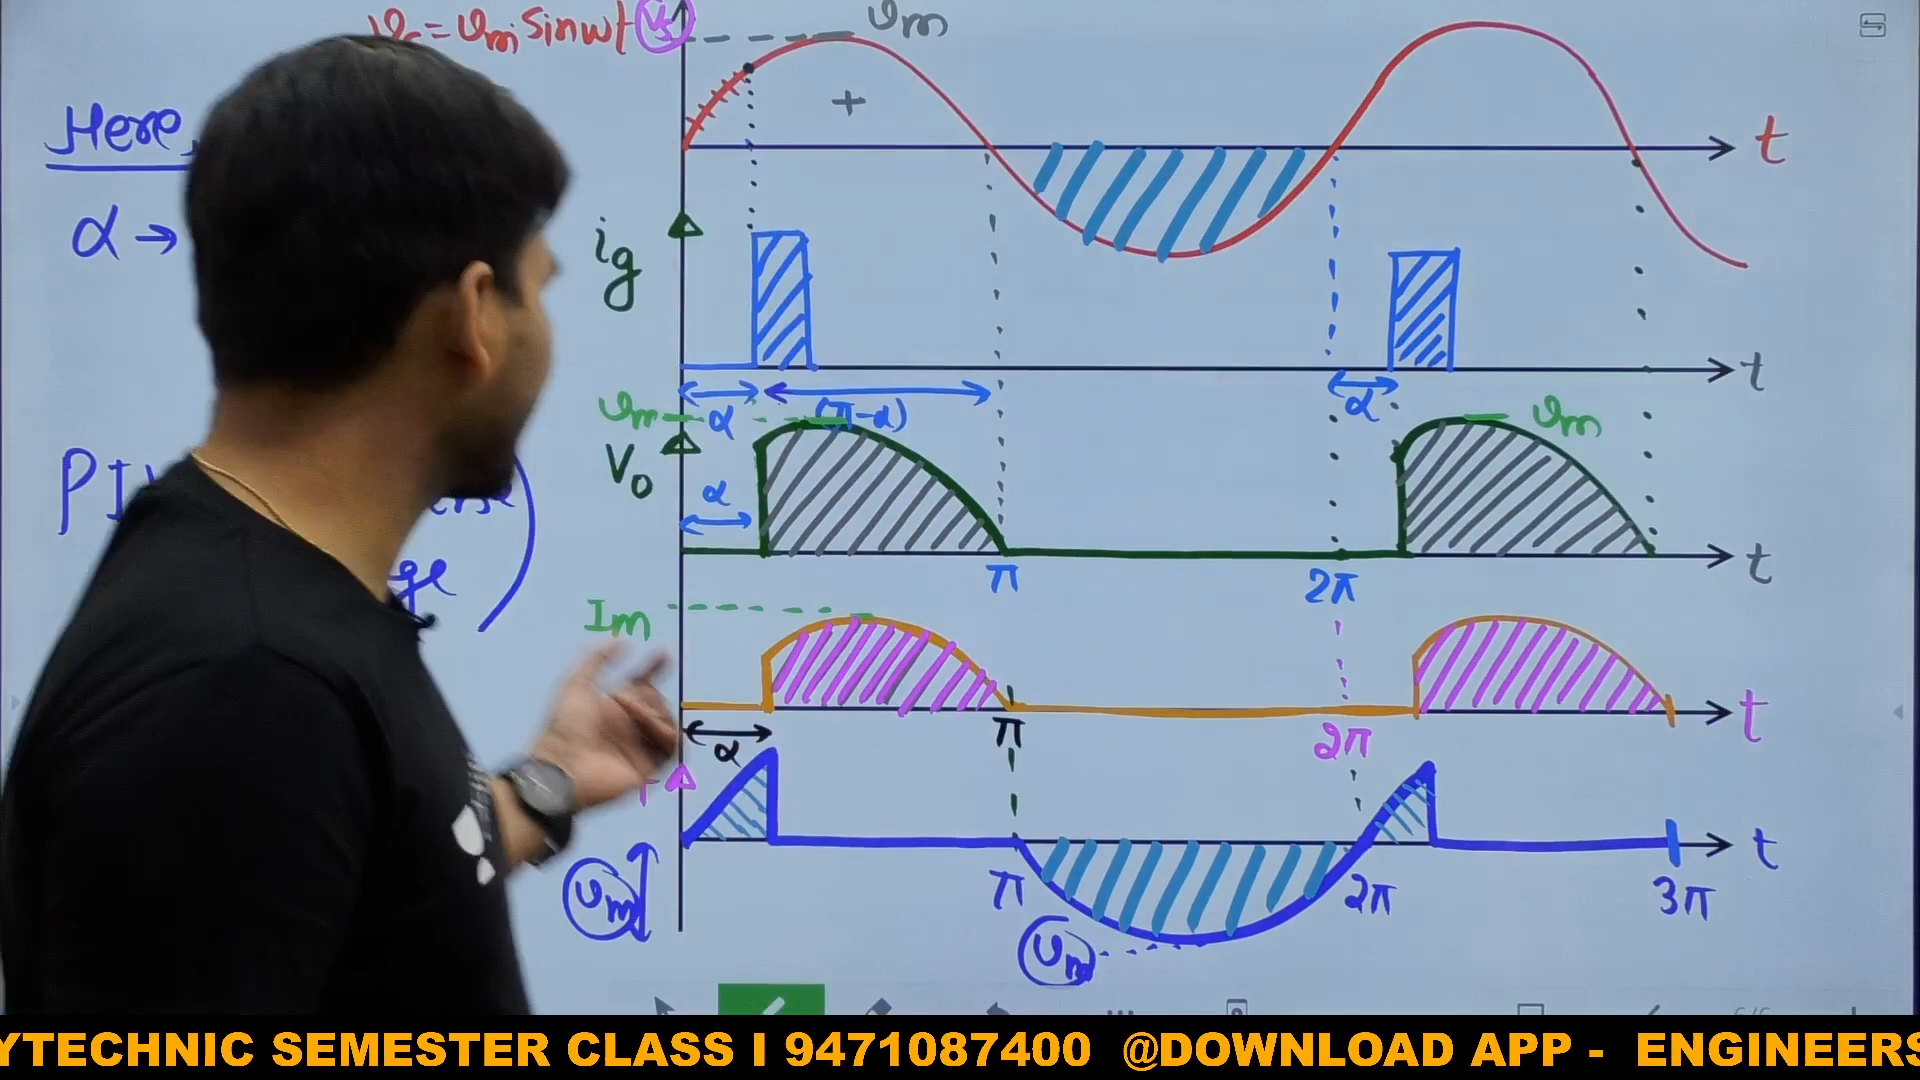 = Vm Sinωt Vs
Vm
+
t
Here,
α →
ig
t
α (π-α) α
Vm Vm
V0
α
t
π 2π
PI
)
Im
t
α π 2π
t
Vm π 2π 3π
Vm
YTECHNIC SEMESTER CLASS I 9471087400 @DOWNLOAD APP - ENGINEERS